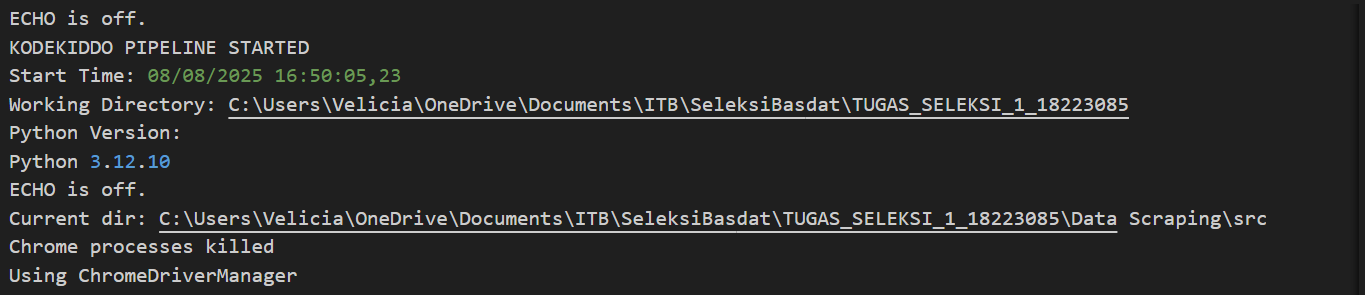 ECHO is off.
KODEKIDDO PIPELINE STARTED
Start Time: 08/08/2025 16:50:05,23
Working Directory: C:\Users\Velicia\OneDrive\Documents\ITB\SeleksiBasdat\TUGAS_SELEKSI_1_18223085
Python Version:
Python 3.12.10
ECHO is off.
Current dir: C:\Users\Velicia\OneDrive\Documents\ITB\SeleksiBasdat\TUGAS_SELEKSI_1_18223085\Data Scraping\src
Chrome processes killed
Using ChromeDriverManager